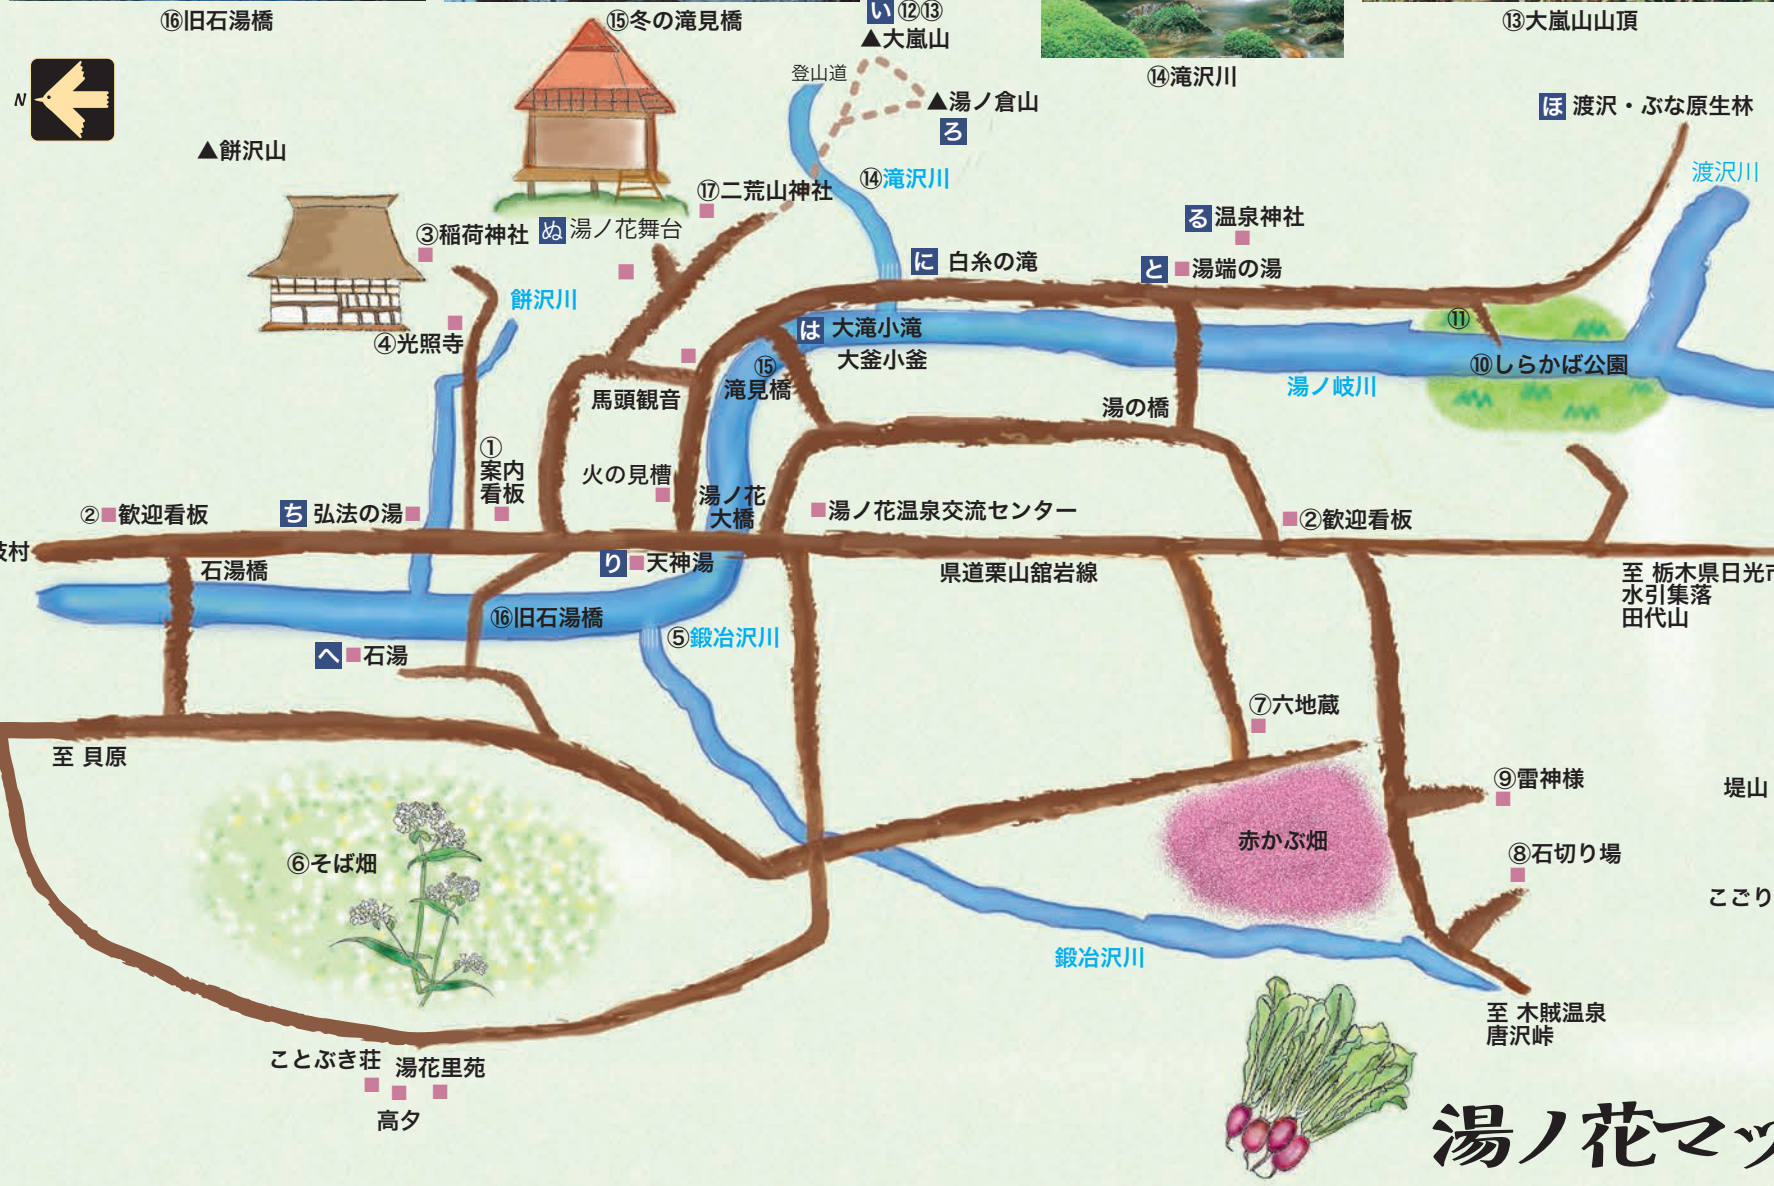 ⑯旧石湯橋
⑮冬の滝見橋
い ⑫⑬
▲大嵐山
⑭滝沢川
⑬大嵐山山頂
N
登山道
▲湯ノ倉山
ろ
ほ 渡沢・ぶな原生林
▲餅沢山
渡沢川
⑭滝沢川
⑰二荒山神社
③稲荷神社
ぬ 湯ノ花舞台
る 温泉神社
に 白糸の滝
と 湯端の湯
餅沢川
④光照寺
は 大滝小滝
大釜小釜
⑪
⑩しらかば公園
⑮
滝見橋
馬頭観音
湯ノ岐川
湯の橋
①
案内
看板
火の見櫓
湯ノ花
大橋
②歓迎看板
ち 弘法の湯
湯ノ花温泉交流センター
②歓迎看板
村
石湯橋
り 天神湯
県道栗山舘岩線
至 栃木県日光市
水引集落
田代山
⑯旧石湯橋
⑤鍛冶沢川
へ 石湯
⑦六地蔵
至 貝原
⑨雷神様
堤山
赤かぶ畑
⑥そば畑
⑧石切り場
こごり
鍛冶沢川
至 木賊温泉
唐沢峠
ことぶき荘
湯花里苑
高夕
湯ノ花マッ